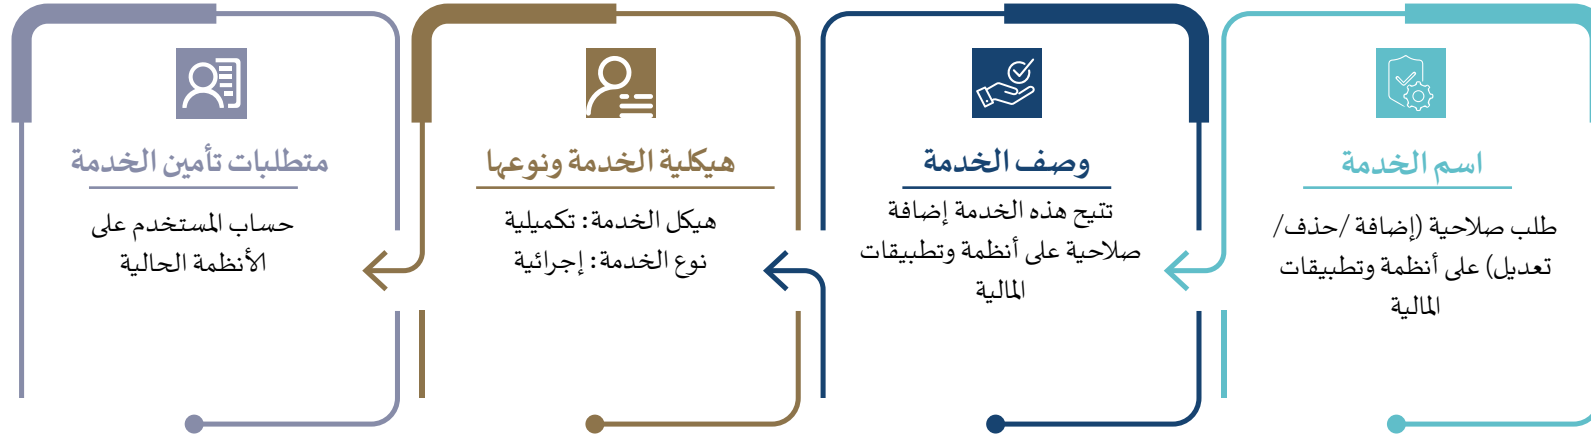 اسم الخدمة
طلب صلاحية (إضافة /حذف/
تعديل) على أنظمة وتطبيقات
المالية
وصف الخدمة
تتيح هذه الخدمة إضافة
صلاحية على أنظمة وتطبيقات
المالية
هيكلية الخدمة ونوعها
هيكل الخدمة: تكميلية
نوع الخدمة: إجرائية
متطلبات تأمين الخدمة
حساب المستخدم على
الأنظمة الحالية